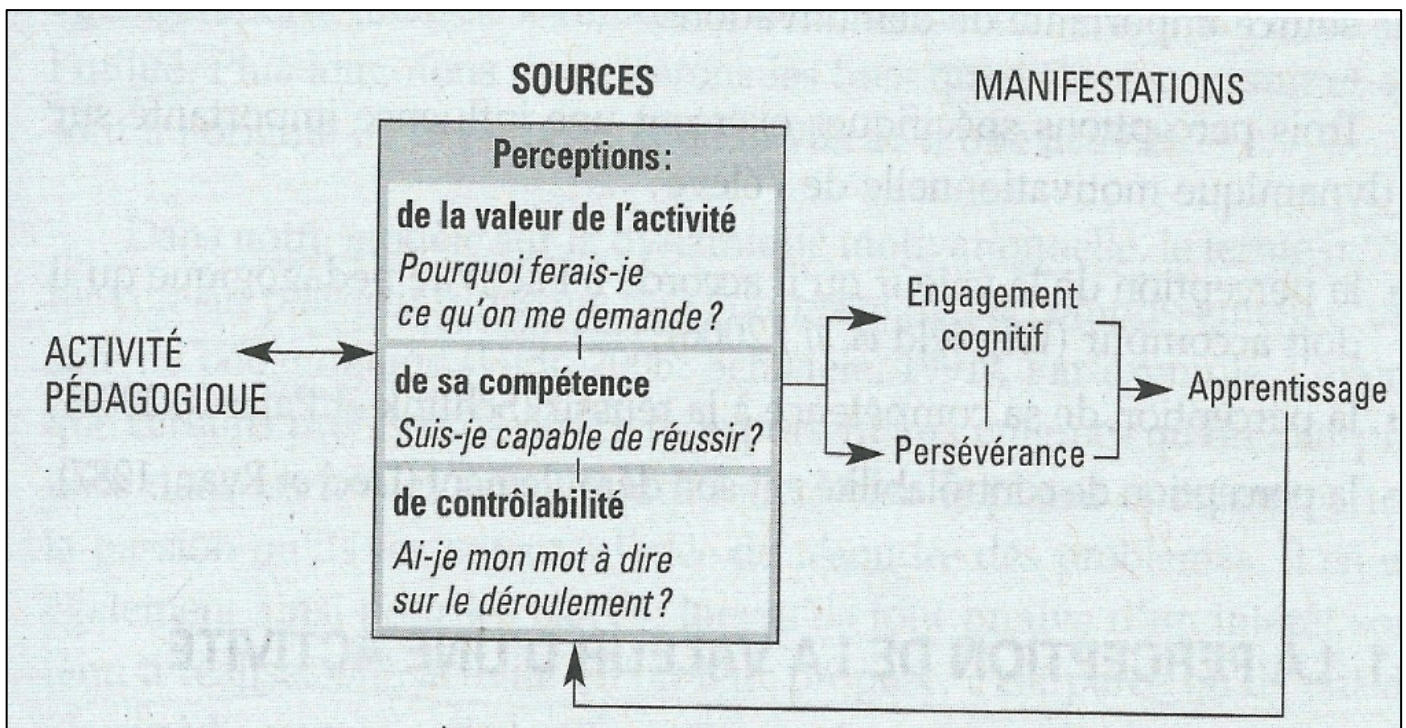 SOURCES
MANIFESTATIONS
Perceptions:
de la valeur de l'activité
Pourquoi ferais-je
ce qu'on me demande ?
de sa compétence
Suis-je capable de réussir ?
de contrôlabilité
Ai-je mon mot à dire
sur le déroulement ?
ACTIVITÉ
PÉDAGOGIQUE
Engagement
cognitif
Persévérance
Apprentissage